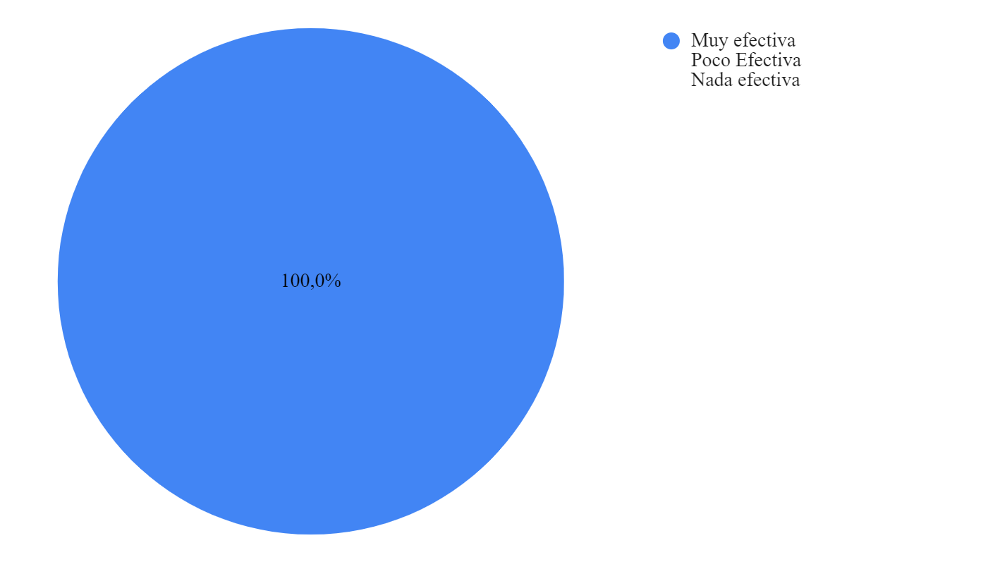 Muy efectiva
Poco Efectiva
Nada efectiva
100,0%